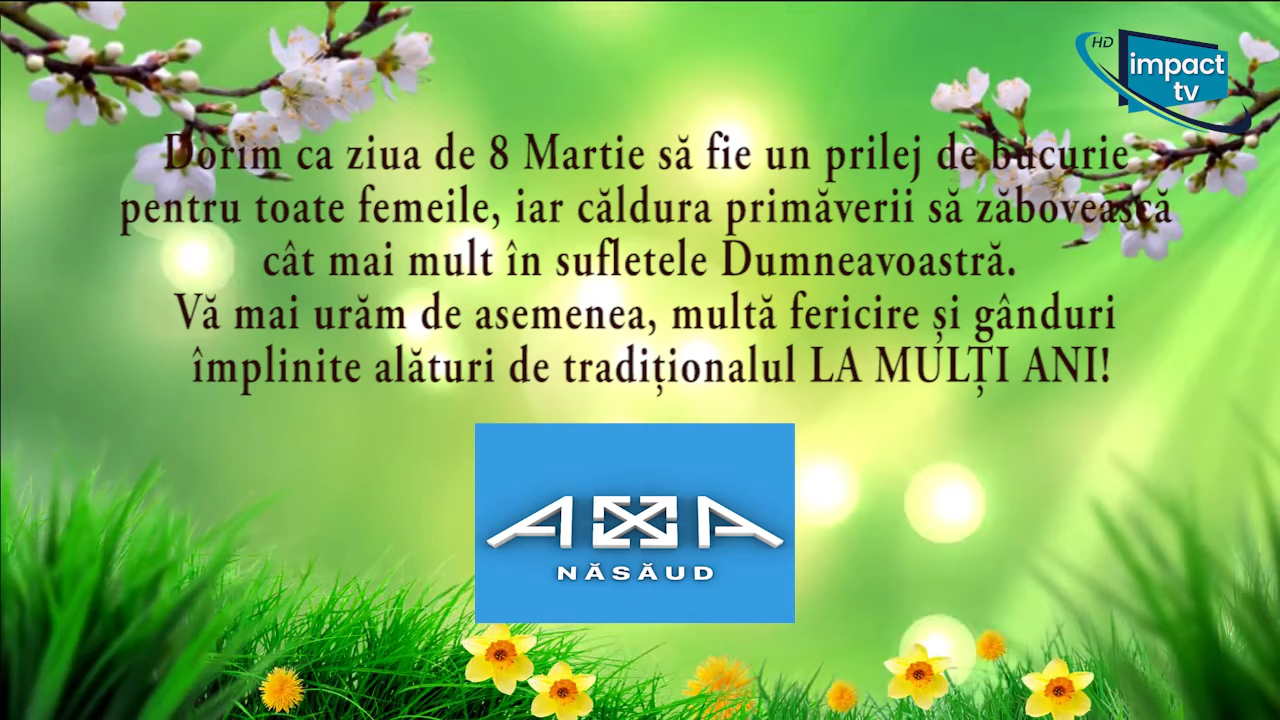 HD
impact
tv
Dorim ca ziua de 8 Martie să fie un prilej de bucurie
pentru toate femeile, iar căldura primăverii să zăbovească
cât mai mult în sufletele Dumneavoastră.
Vă mai urăm de asemenea, multă fericire și gânduri
împlinite alături de tradiționalul LA MULȚI ANI!
AXA
NĂSĂUD